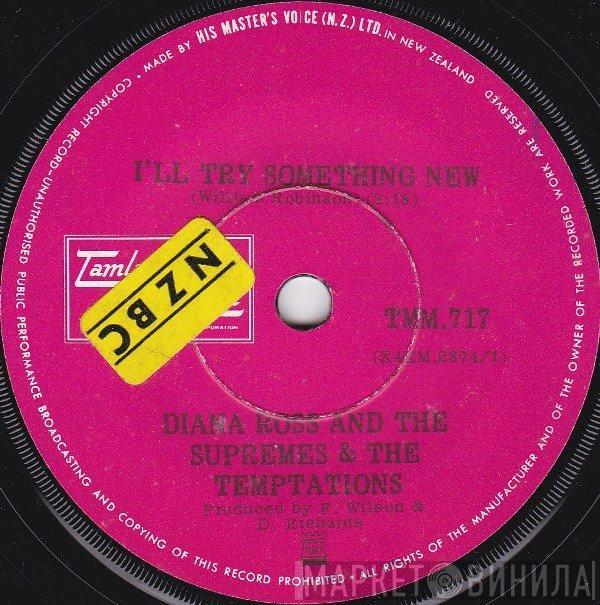 COPYRIGHT RECORD—UNAUTHORISED PUBLIC PERFORMANCE BROADCASTING AND COPYING OF THIS RECORD PROHIBITED · ALL RIGHTS OF THE MANUFACTURER AND OF THE OWNER OF THE RECORDED WORK ARE RESERVED
· MADE BY HIS MASTER'S VOICE (N.Z.) LTD. IN NEW ZEALAND
I'LL TRY SOMETHING NEW
(William Robinson) (2:18)
NZBC
TMM.717
DIANA ROSS AND THE
SUPREMES & THE
TEMPTATIONS
Produced by F. Wilson &
D. Richards
МАРКЕТ ВИНИЛА